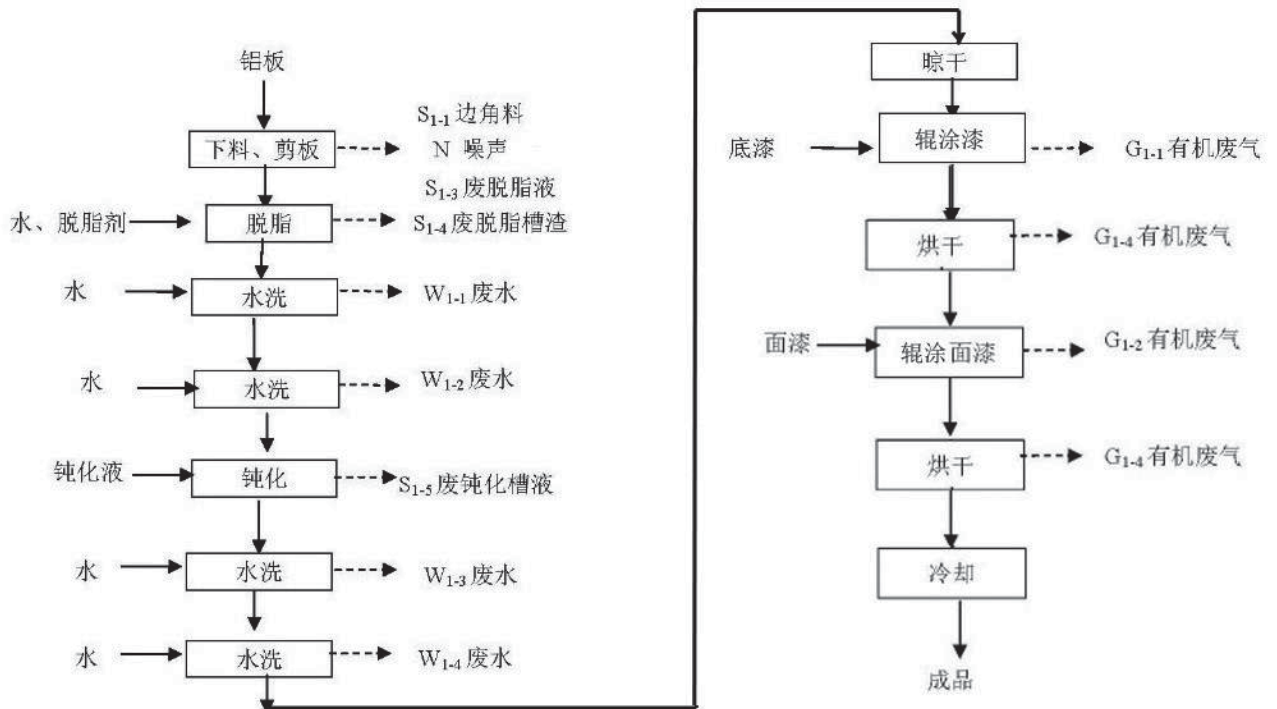 铝板
S1-1 边角料
下料、剪板
N 噪声
S1-3 废脱脂液
水、脱脂剂
脱脂
S1-4 废脱脂槽渣
水
水洗
W1-1 废水
水
水洗
W1-2 废水
钝化液
钝化
S1-5 废钝化槽液
水
水洗
W1-3 废水
水
水洗
W1-4 废水
晾干
底漆
辊涂漆
G1-1 有机废气
烘干
G1-4 有机废气
面漆
辊涂面漆
G1-2 有机废气
烘干
G1-4 有机废气
冷却
成品